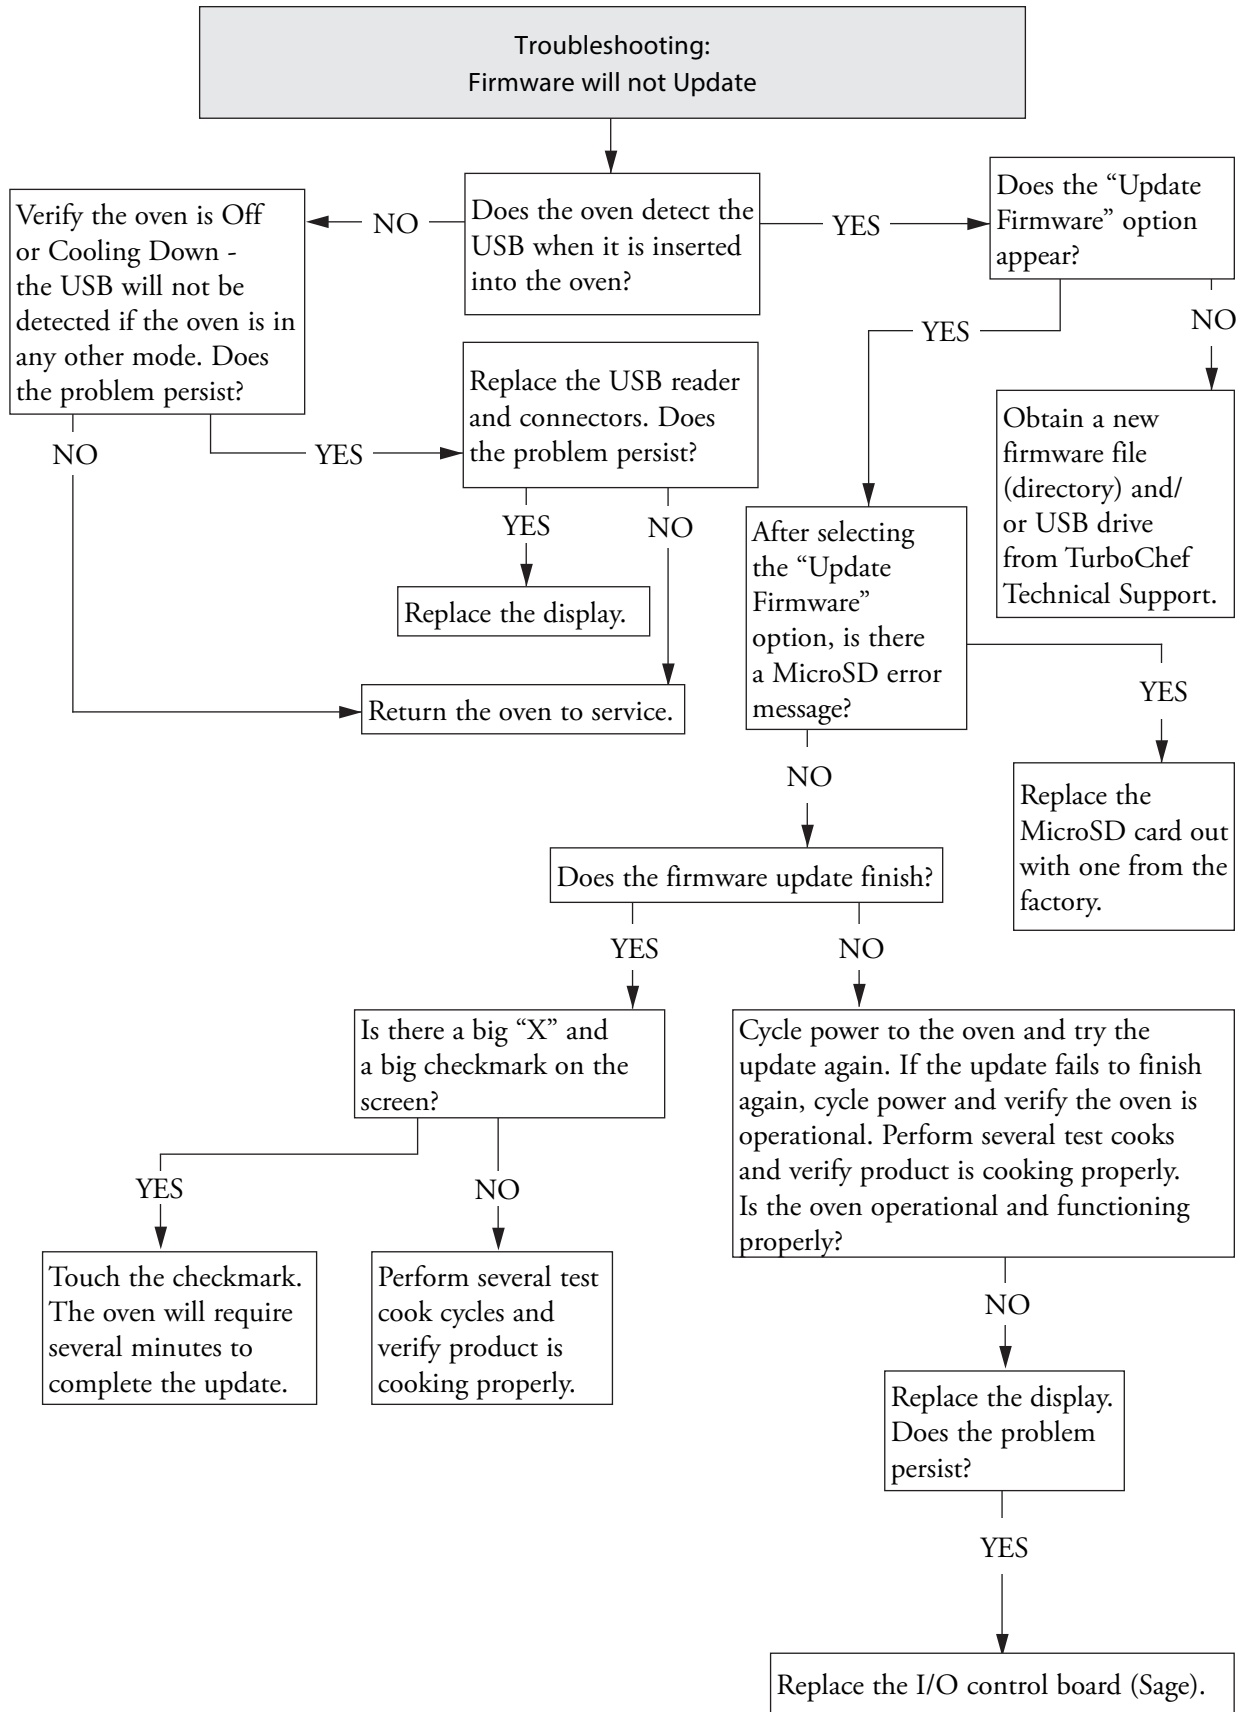 Troubleshooting:
Firmware will not Update
Does the oven detect the
USB when it is inserted
into the oven?
NO
YES
Verify the oven is Off
or Cooling Down -
the USB will not be
detected if the oven is in
any other mode. Does
the problem persist?
NO
YES
Replace the USB reader
and connectors. Does
the problem persist?
YES
NO
Replace the display.
Return the oven to service.
Does the “Update
Firmware” option
appear?
YES
NO
Obtain a new
firmware file
(directory) and/
or USB drive
from TurboChef
Technical Support.
After selecting
the “Update
Firmware”
option, is there
a MicroSD error
message?
YES
NO
Replace the
MicroSD card out
with one from the
factory.
Does the firmware update finish?
YES
NO
Is there a big “X” and
a big checkmark on the
screen?
YES
NO
Touch the checkmark.
The oven will require
several minutes to
complete the update.
Perform several test
cook cycles and
verify product is
cooking properly.
Cycle power to the oven and try the
update again. If the update fails to finish
again, cycle power and verify the oven is
operational. Perform several test cooks
and verify product is cooking properly.
Is the oven operational and functioning
properly?
NO
Replace the display.
Does the problem
persist?
YES
Replace the I/O control board (Sage).